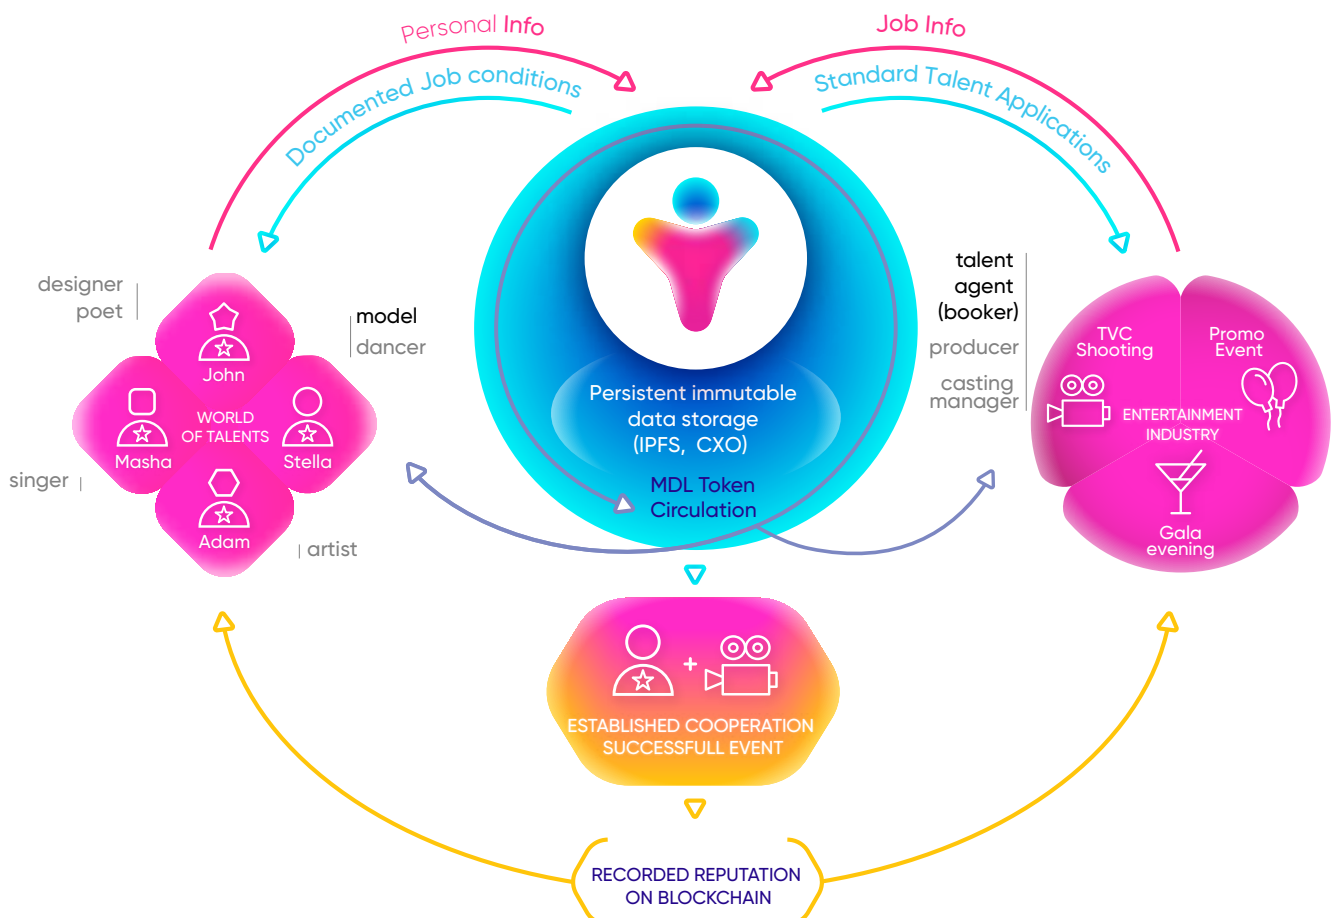 Personal Info
Documented Job conditions
Job Info
Standard Talent Applications
designer
poet
model
dancer
John
WORLD
OF TALENTS
Masha
Stella
Adam
singer
artist
Persistent immutable
data storage
(IPFS, CXO)
MDL Token
Circulation
talent
agent
(booker)
producer
casting
manager
TVC
Shooting
Promo
Event
ENTERTAINMENT
INDUSTRY
Gala
evening
+
ESTABLISHED COOPERATION
SUCCESSFULL EVENT
RECORDED REPUTATION
ON BLOCKCHAIN